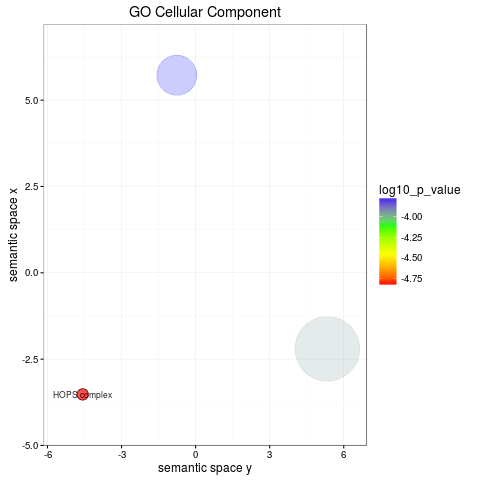 GO Cellular Component
5.0
2.5
0.0
-2.5
-5.0
semantic space x
HOPS complex
-6
-3
0
3
6
semantic space y
log10_p_value
-4.00
-4.25
-4.50
-4.75